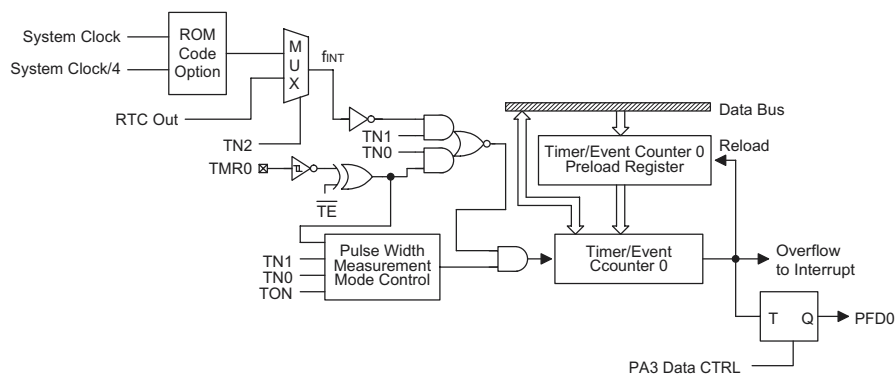 System Clock
System Clock/4
ROM
Code
Option
M
U
X
fINT
RTC Out
TN2
TN1
TN0
TMR0
TE
Data Bus
Timer/Event Counter 0
Preload Register
Reload
TN1
TN0
TON
Pulse Width
Measurement
Mode Control
Timer/Event
Ccounter 0
Overflow
to Interrupt
T Q
PFD0
PA3 Data CTRL